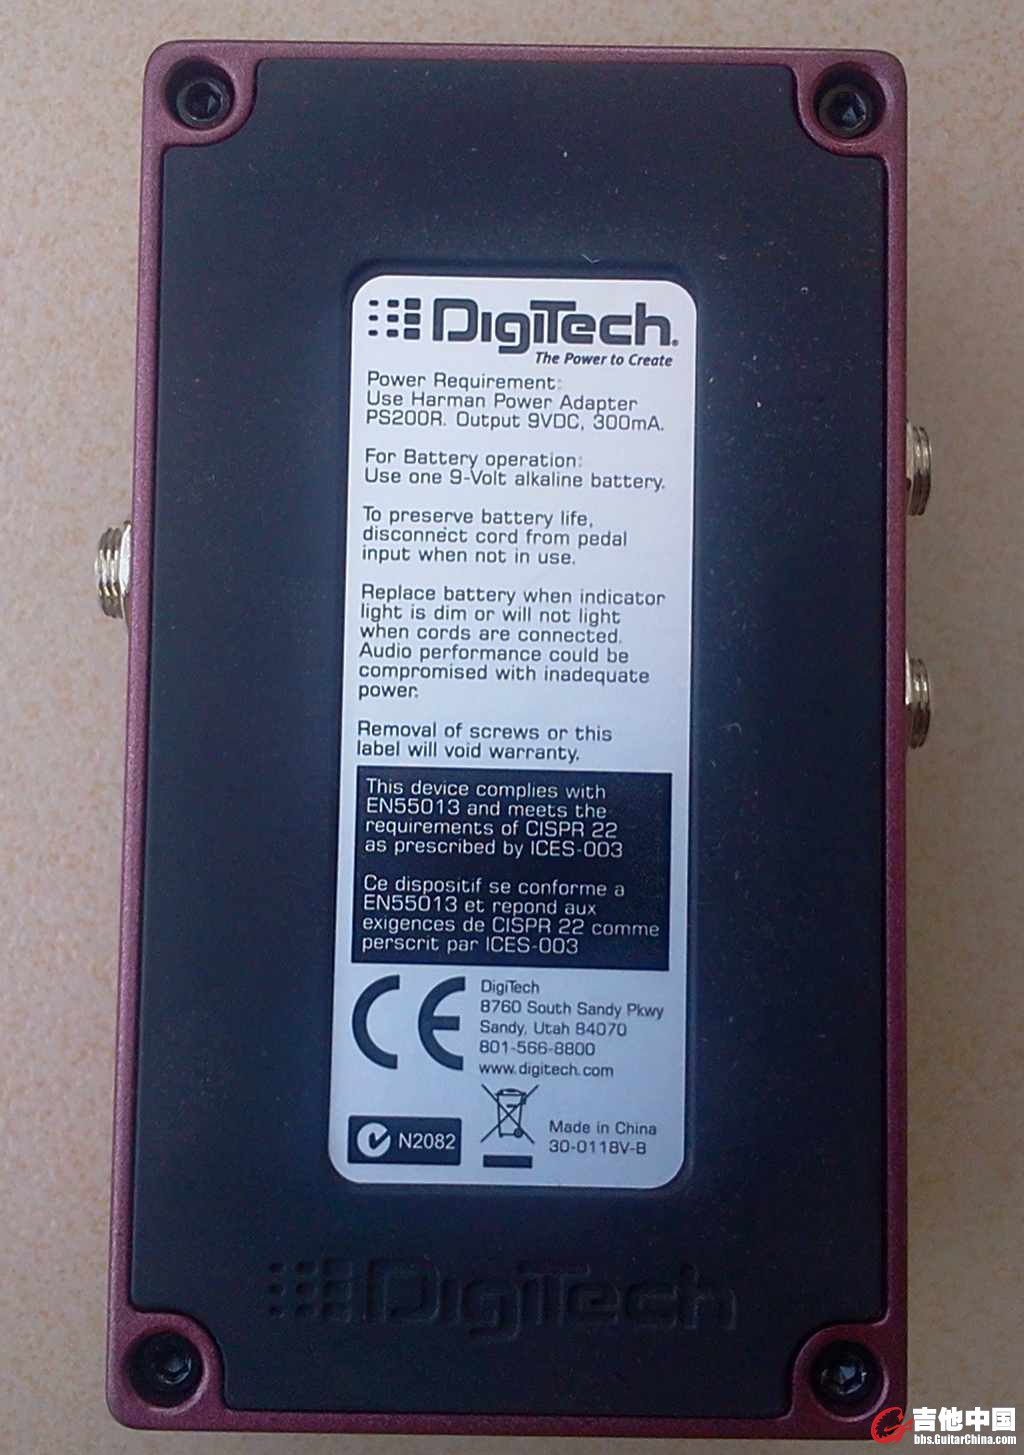 DigiTech
The Power to Create
Power Requirement:
Use Harman Power Adapter
PS200R. Output 9VDC, 300mA.
For Battery operation:
Use one 9-Volt alkaline battery.
To preserve battery life,
disconnect cord from pedal
input when not in use.
Replace battery when indicator
light is dim or will not light
when cords are connected.
Audio performance could be
compromised with inadequate
power.
Removal of screws or this
label will void warranty.
This device complies with
EN55013 and meets the
requirements of CISPR 22
as prescribed by ICES-003
Ce dispositif se conforme a
EN55013 et repond aux
exigences de CISPR 22 comme
perscrit par ICES-003
CE
DigiTech
8760 South Sandy Pkwy
Sandy, Utah 84070
801-566-8800
www.digitech.com
N2082
Made in China
30-0118V-B
DigiTech
吉他中国
bbs.GuitarChina.com